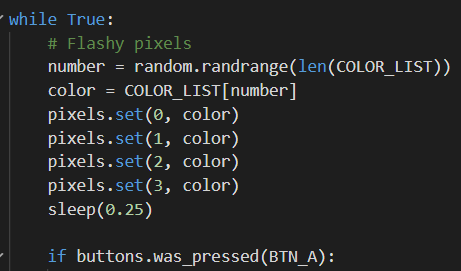 while True:
    # Flashy pixels
    number = random.randrange(len(COLOR_LIST))
    color = COLOR_LIST[number]
    pixels.set(0, color)
    pixels.set(1, color)
    pixels.set(2, color)
    pixels.set(3, color)
    sleep(0.25)

    if buttons.was_pressed(BTN_A):